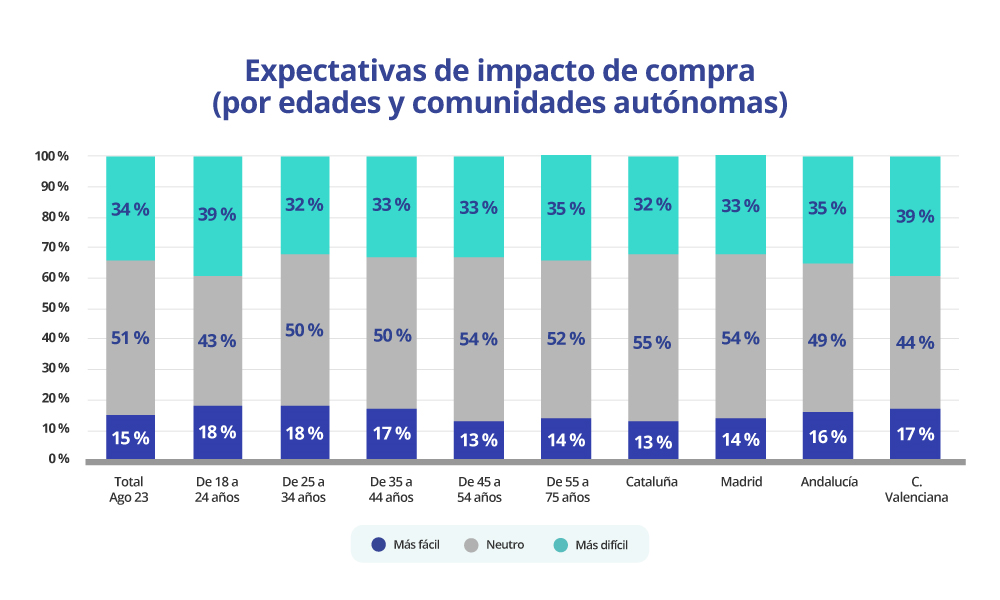 Expectativas de impacto de compra
(por edades y comunidades autónomas)
100 %
90 %
80 %
70 %
60 %
50 %
40 %
30 %
20 %
10 %
0 %
34 % 39 % 32 % 33 % 33 % 35 % 32 % 33 % 35 % 39 %
51 % 43 % 50 % 50 % 54 % 52 % 55 % 54 % 49 % 44 %
15 % 18 % 18 % 17 % 13 % 14 % 13 % 14 % 16 % 17 %
Total De 18 a De 25 a De 35 a De 45 a De 55 a Cataluña Madrid Andalucía C.
Ago 23 24 años 34 años 44 años 54 años 75 años Valenciana
Más fácil Neutro Más difícil